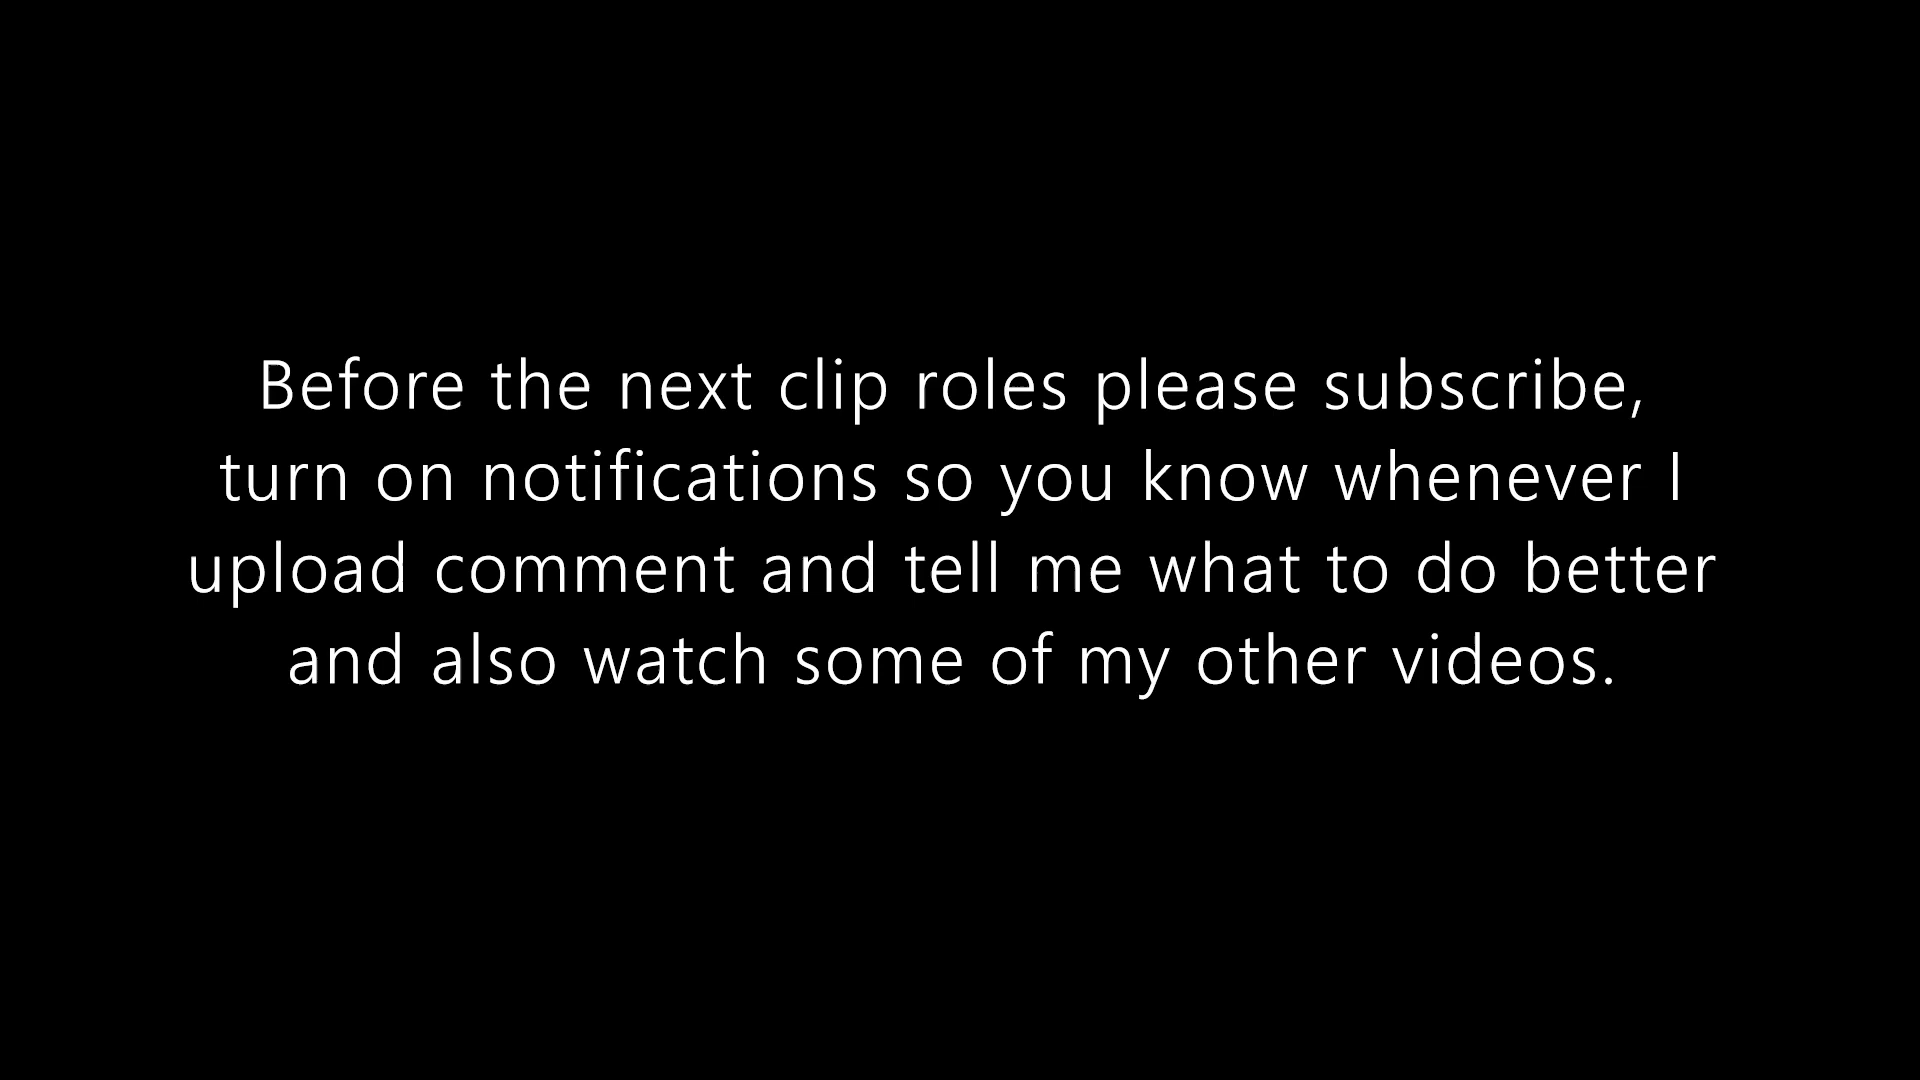 Before the next clip roles please subscribe,
turn on notifications so you know whenever I
upload comment and tell me what to do better
and also watch some of my other videos.